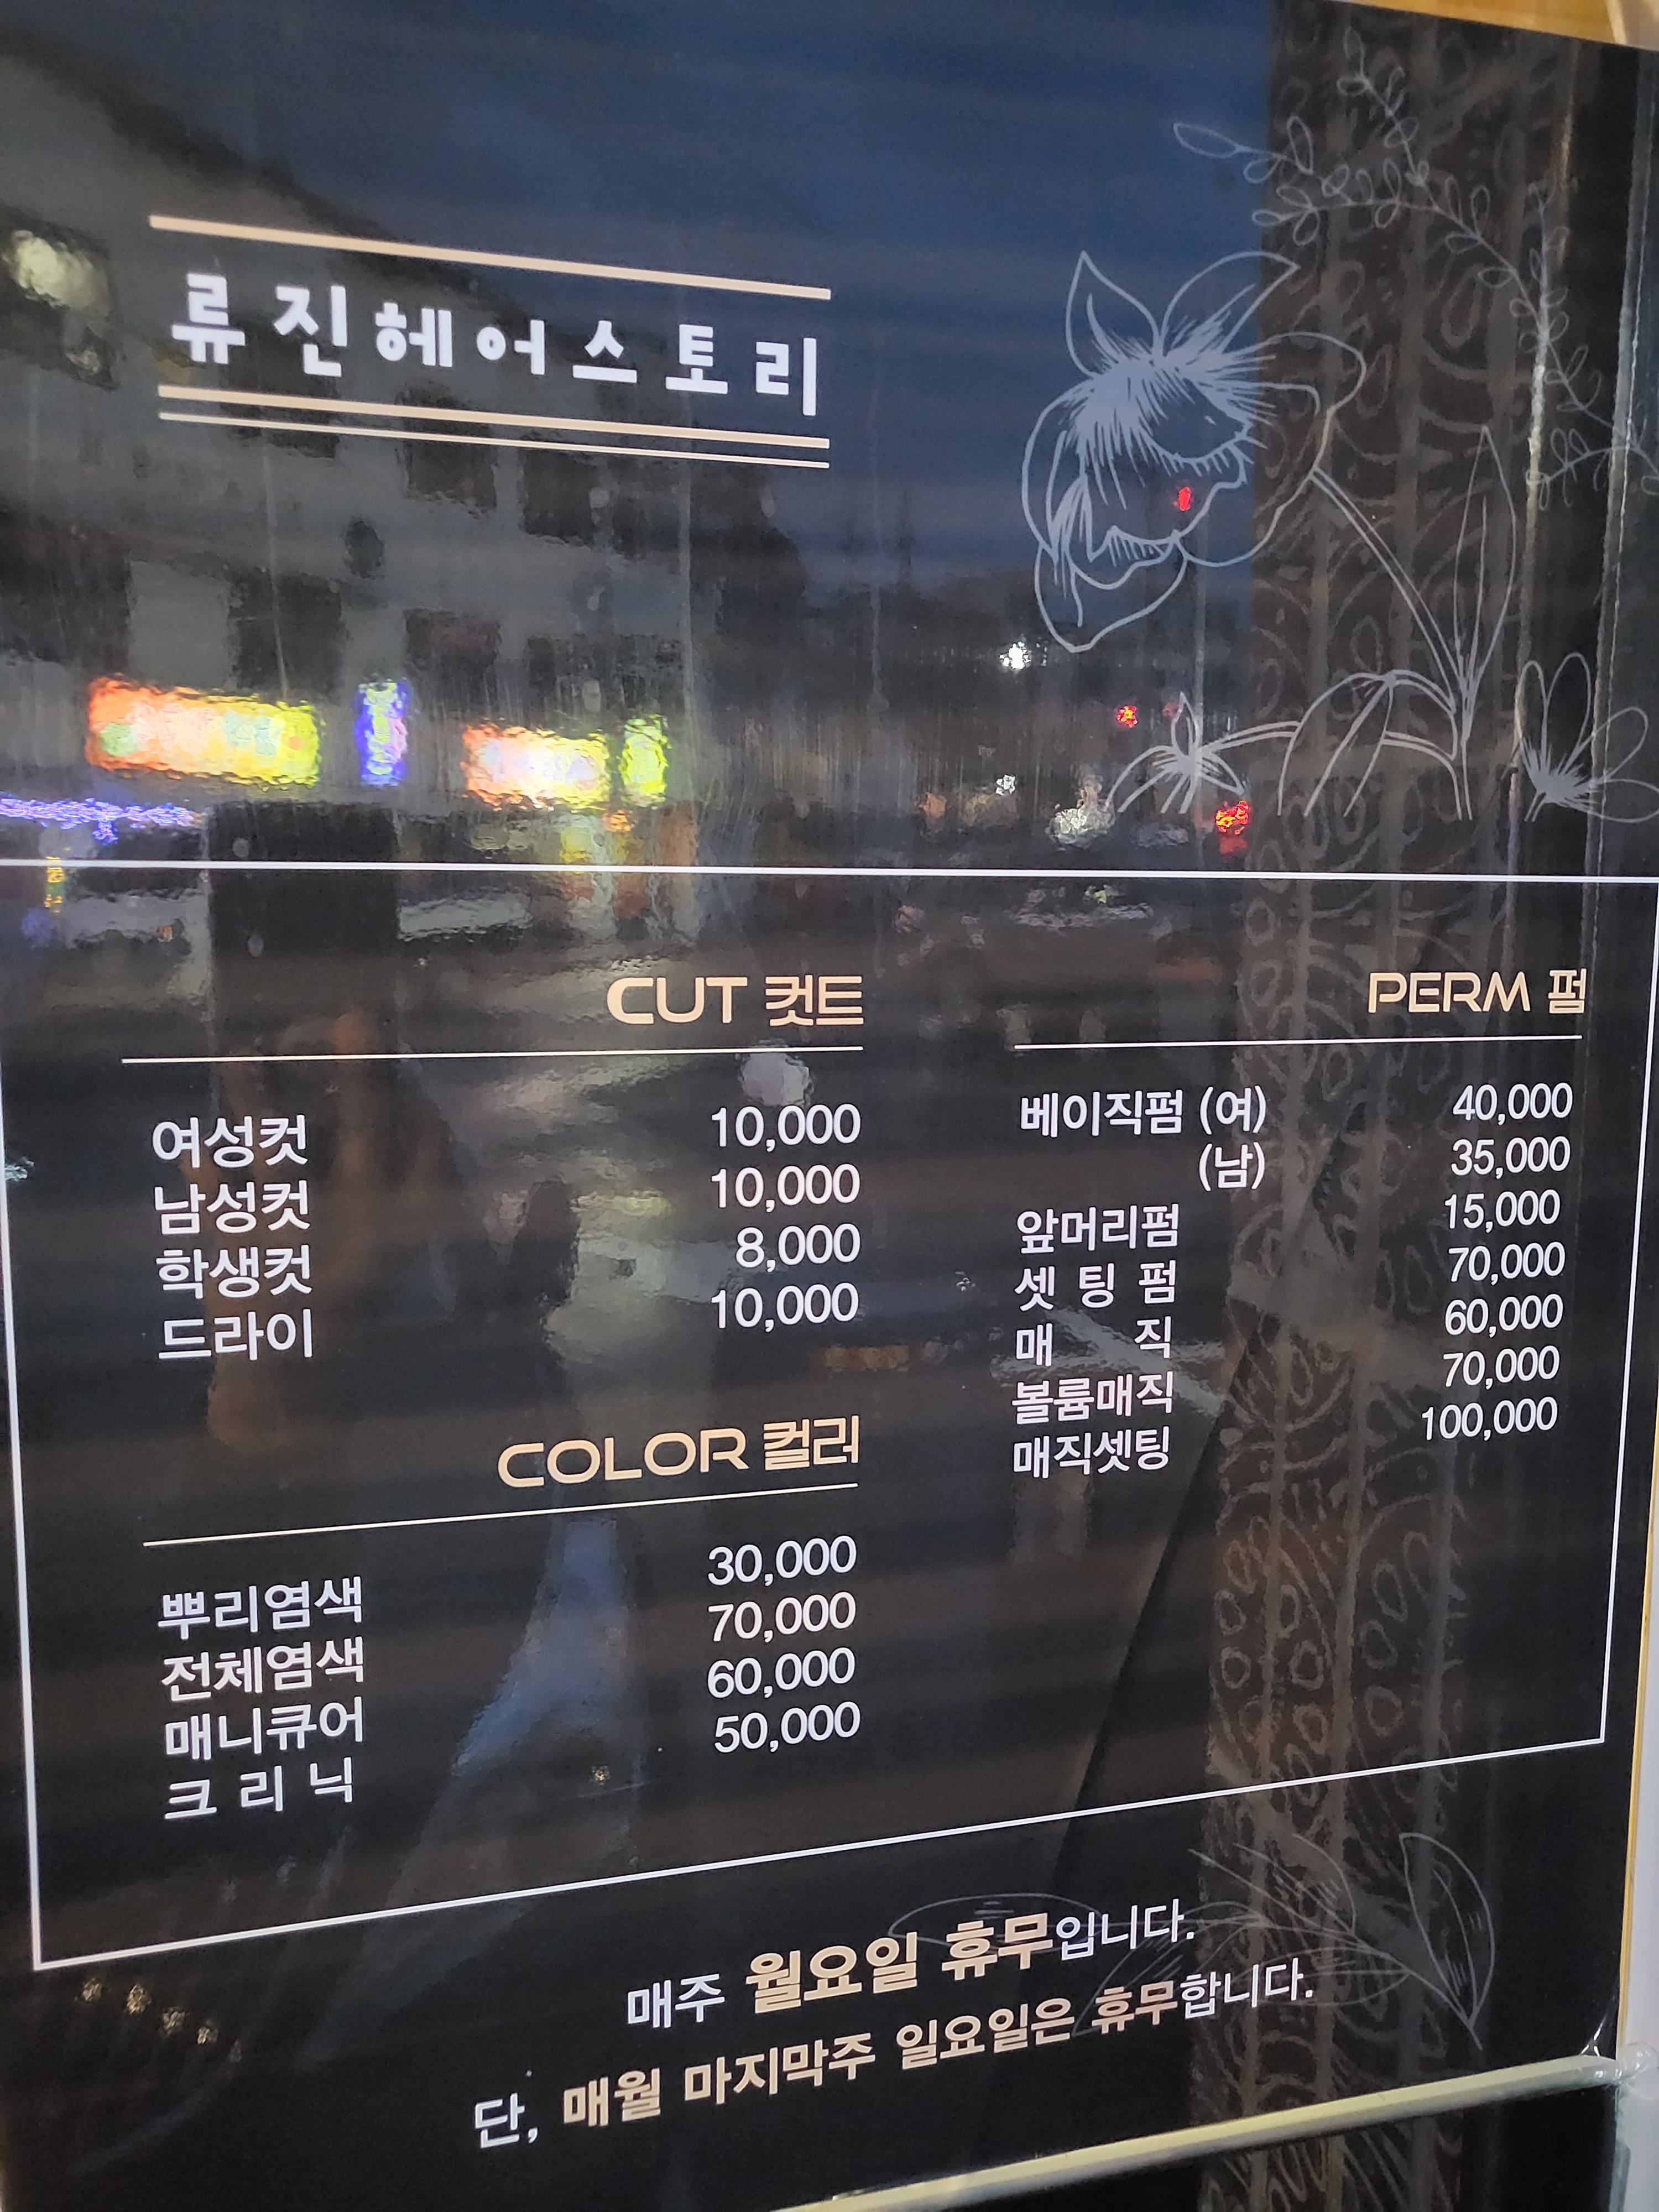 류진헤어스토리
CUT 컷트
여성컷 10,000
남성컷 10,000
학생컷 8,000
드라이 10,000
COLOR 컬러
뿌리염색 30,000
전체염색 70,000
매니큐어 60,000
크 리 닉 50,000
PERM 펌
베이직펌 (여) 40,000
(남) 35,000
앞머리펌 15,000
셋 팅 펌 70,000
매 직 60,000
볼륨매직 70,000
매직셋팅 100,000
매주 월요일 휴무입니다.
단, 매월 마지막주 일요일은 휴무합니다.